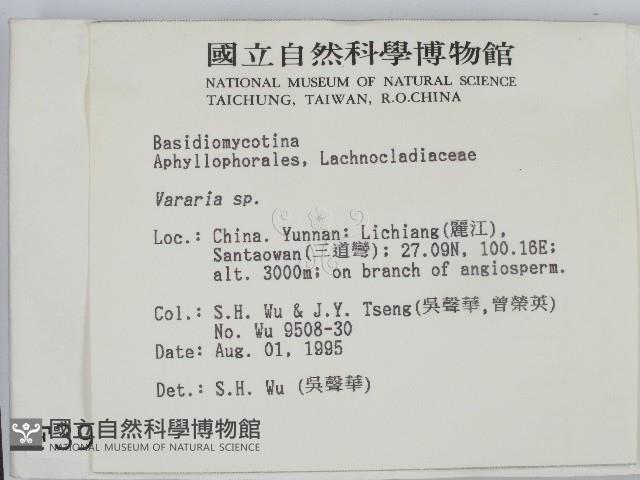 國立自然科學博物館
NATIONAL MUSEUM OF NATURAL SCIENCE
TAICHUNG, TAIWAN, R.O.CHINA
Basidiomycotina
Aphyllophorales, Lachnocladiaceae
Vararia sp.
Loc.: China. Yunnan: Lichiang(麗江),
Santaowan(三道彎); 27.09N, 100.16E;
alt. 3000m; on branch of angiosperm.
Col.: S.H. Wu & J.Y. Tseng(吳聲華,曾榮英)
No. Wu 9508-30
Date: Aug. 01, 1995
Det.: S.H. Wu (吳聲華)
39
國立自然科學博物館
NATIONAL MUSEUM OF NATURAL SCIENCE